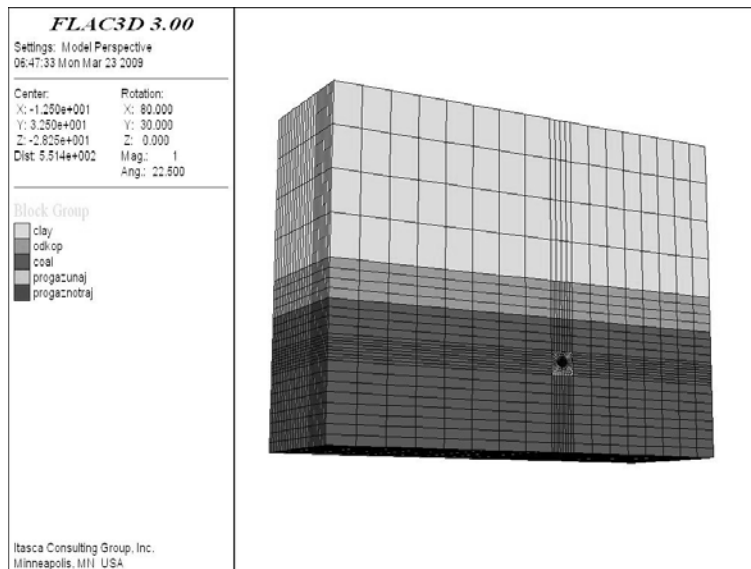 FLAC3D 3.00
Settings: Model Perspective
06:47:33 Mon Mar 23 2009
Center: Rotation:
X: -1.250e+001 X: 80.000
Y: 3.250e+001 Y: 30.000
Z: -2.825e+001 Z: 0.000
Dist: 5.514e+002 Mag.: 1
Ang.: 22.500
Block Group
clay
odkop
coal
progazunaj
progaznotraj
Itasca Consulting Group, Inc.
Minneapolis, MN USA